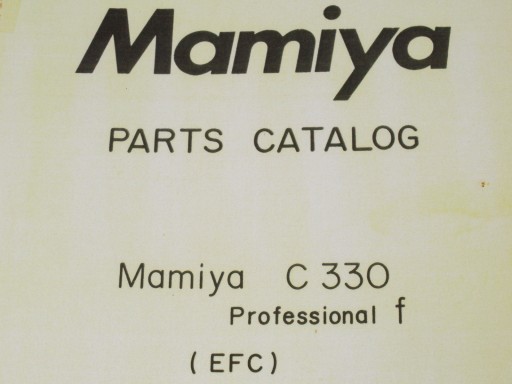 Mamiya
PARTS CATALOG
Mamiya C 330
Professional f
(EFC)